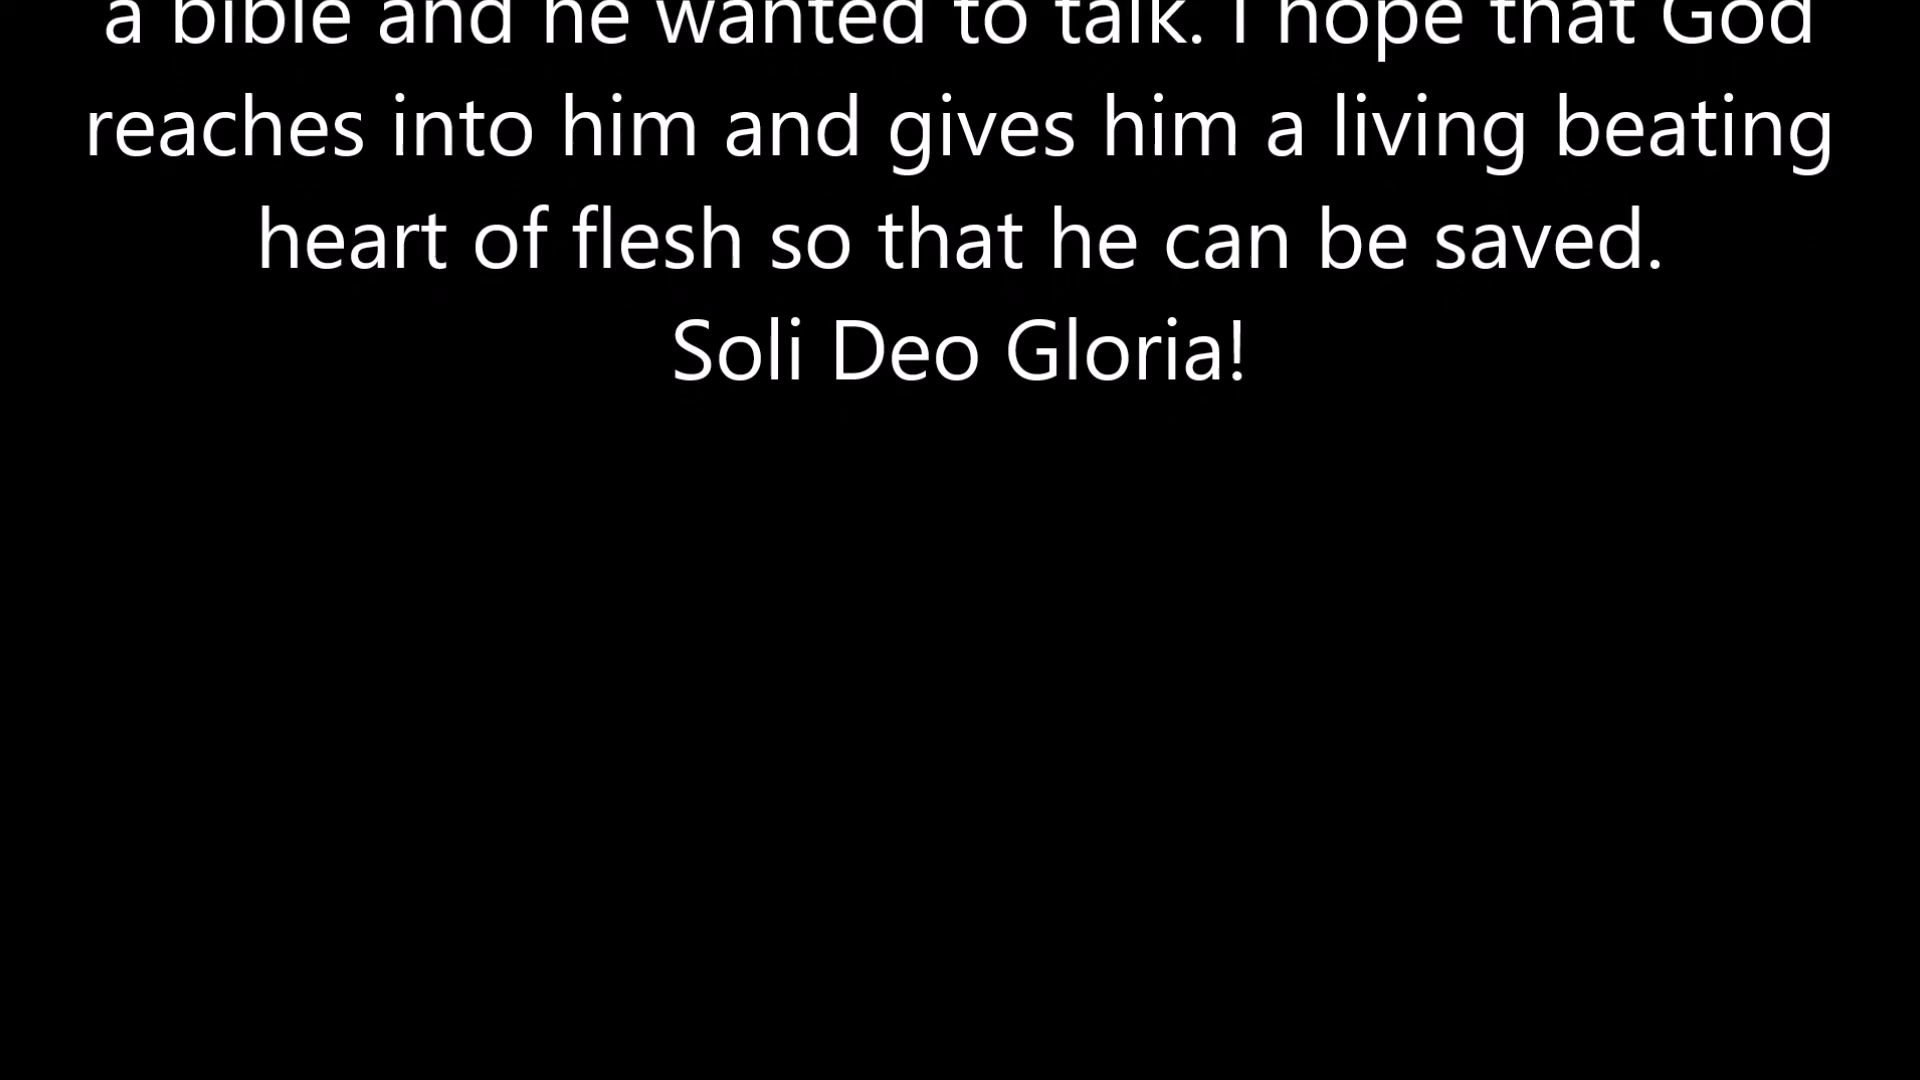 a bible and he wanted to talk. I hope that God
reaches into him and gives him a living beating
heart of flesh so that he can be saved.
Soli Deo Gloria!